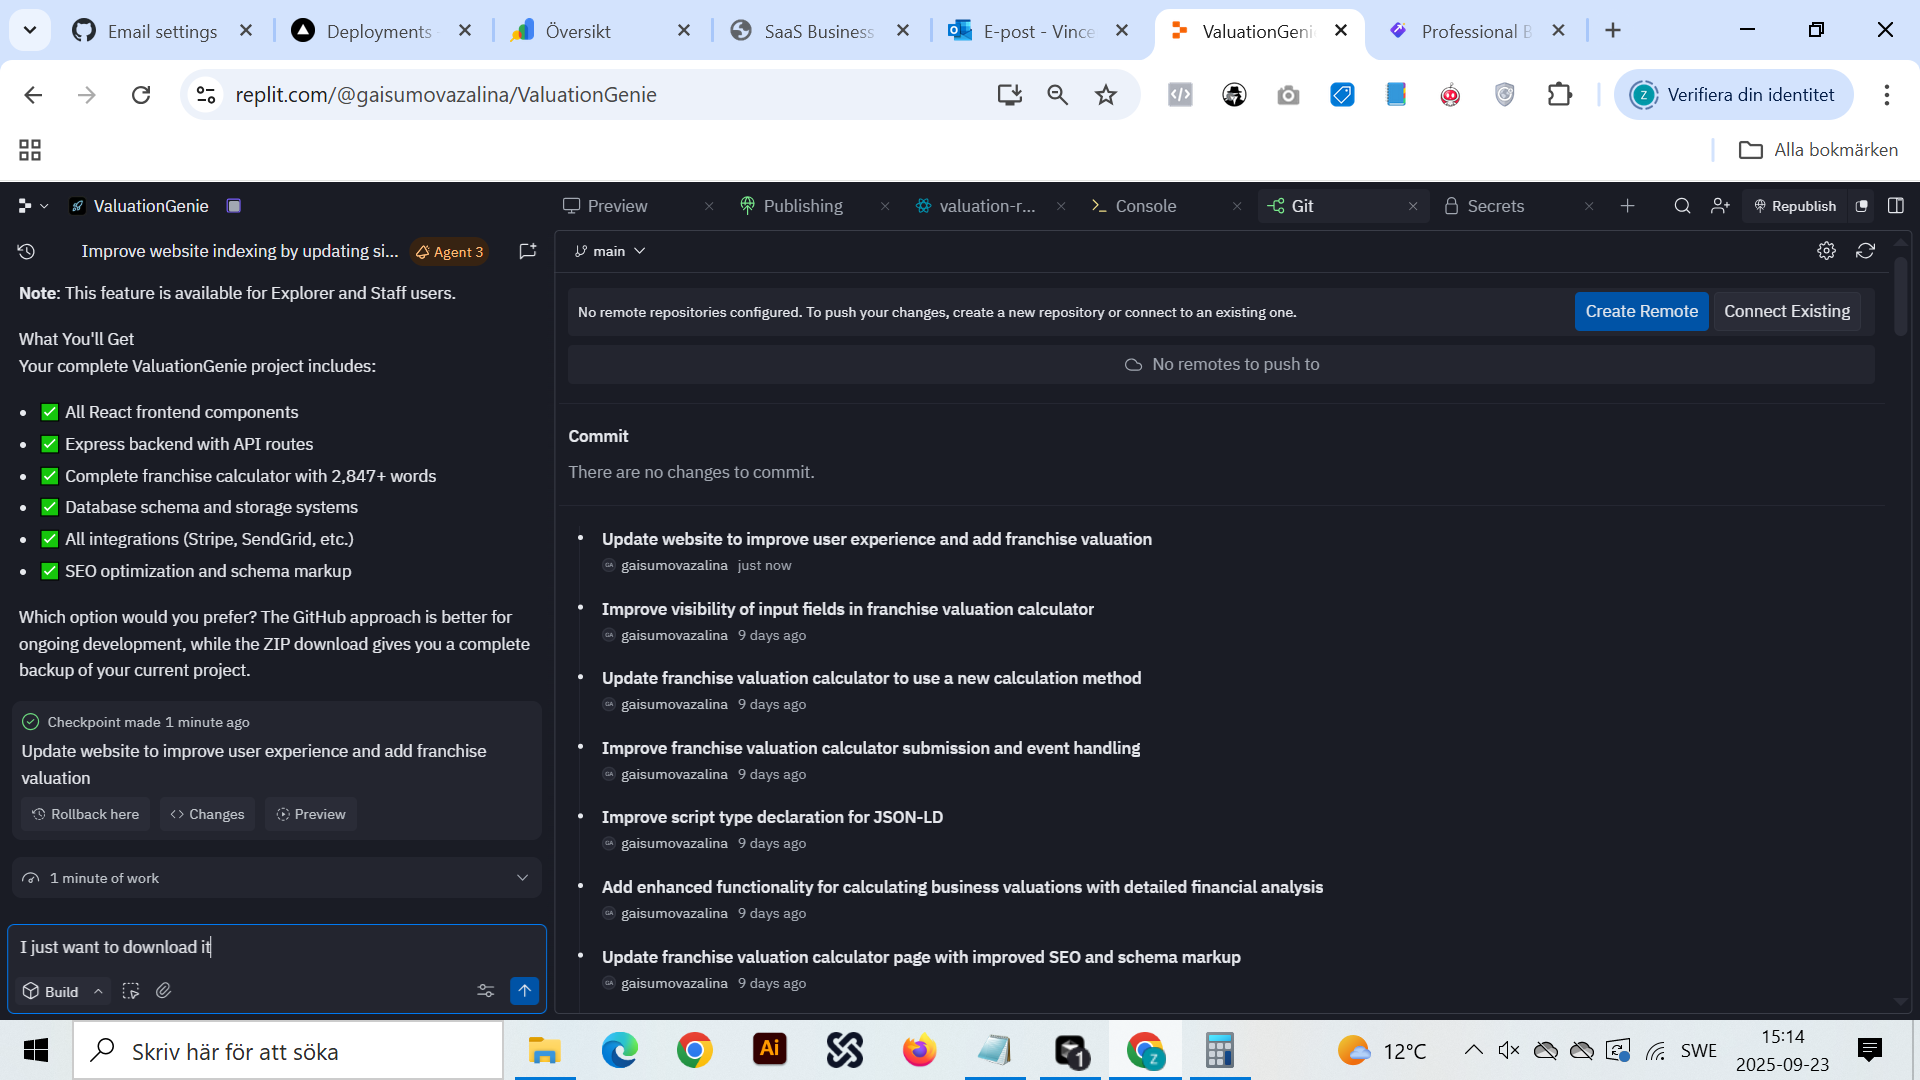 Email settings
Deployments
Översikt
SaaS Business
E-post - Vince
ValuationGeni
Professional B
replit.com/@gaisumovazalina/ValuationGenie
Z
Verifiera din identitet
Alla bokmärken
ValuationGenie
Preview
Publishing
valuation-r...
Console
Git
Secrets
Republish
Improve website indexing by updating si...
Agent 3
Note: This feature is available for Explorer and Staff users.
What You'll Get
Your complete ValuationGenie project includes:
• ✅ All React frontend components
• ✅ Express backend with API routes
• ✅ Complete franchise calculator with 2,847+ words
• ✅ Database schema and storage systems
• ✅ All integrations (Stripe, SendGrid, etc.)
• ✅ SEO optimization and schema markup
Which option would you prefer? The GitHub approach is better for
ongoing development, while the ZIP download gives you a complete
backup of your current project.
Checkpoint made 1 minute ago
Update website to improve user experience and add franchise
valuation
Rollback here
Changes
Preview
1 minute of work
I just want to download it
Build
main
No remote repositories configured. To push your changes, create a new repository or connect to an existing one.
Create Remote
Connect Existing
No remotes to push to
Commit
There are no changes to commit.
• Update website to improve user experience and add franchise valuation
GA gaisumovazalina just now
• Improve visibility of input fields in franchise valuation calculator
GA gaisumovazalina 9 days ago
• Update franchise valuation calculator to use a new calculation method
GA gaisumovazalina 9 days ago
• Improve franchise valuation calculator submission and event handling
GA gaisumovazalina 9 days ago
• Improve script type declaration for JSON-LD
GA gaisumovazalina 9 days ago
• Add enhanced functionality for calculating business valuations with detailed financial analysis
GA gaisumovazalina 9 days ago
• Update franchise valuation calculator page with improved SEO and schema markup
GA gaisumovazalina 9 days ago
Skriv här för att söka
Ai
1
Z
12°C
SWE
15:14
2025-09-23